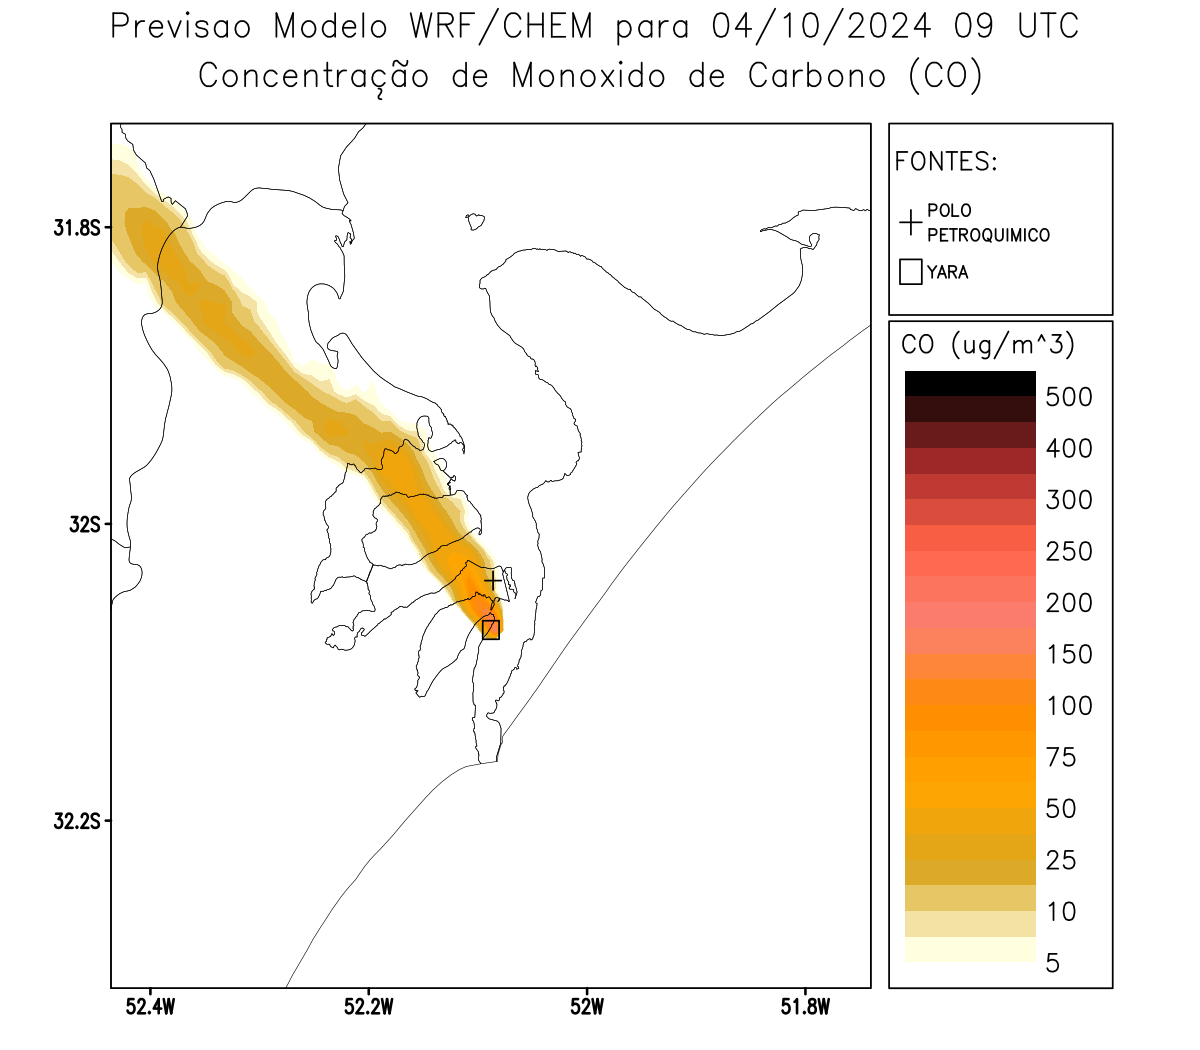 Previsao Modelo WRF/CHEM para 04/10/2024 09 UTC
Concentração de Monoxido de Carbono (CO)
FONTES:
POLO
PETROQUIMICO
YARA
CO (ug/m^3)
500
400
300
250
200
150
100
75
50
25
10
5
31.8S
32S
32.2S
52.4W
52.2W
52W
51.8W